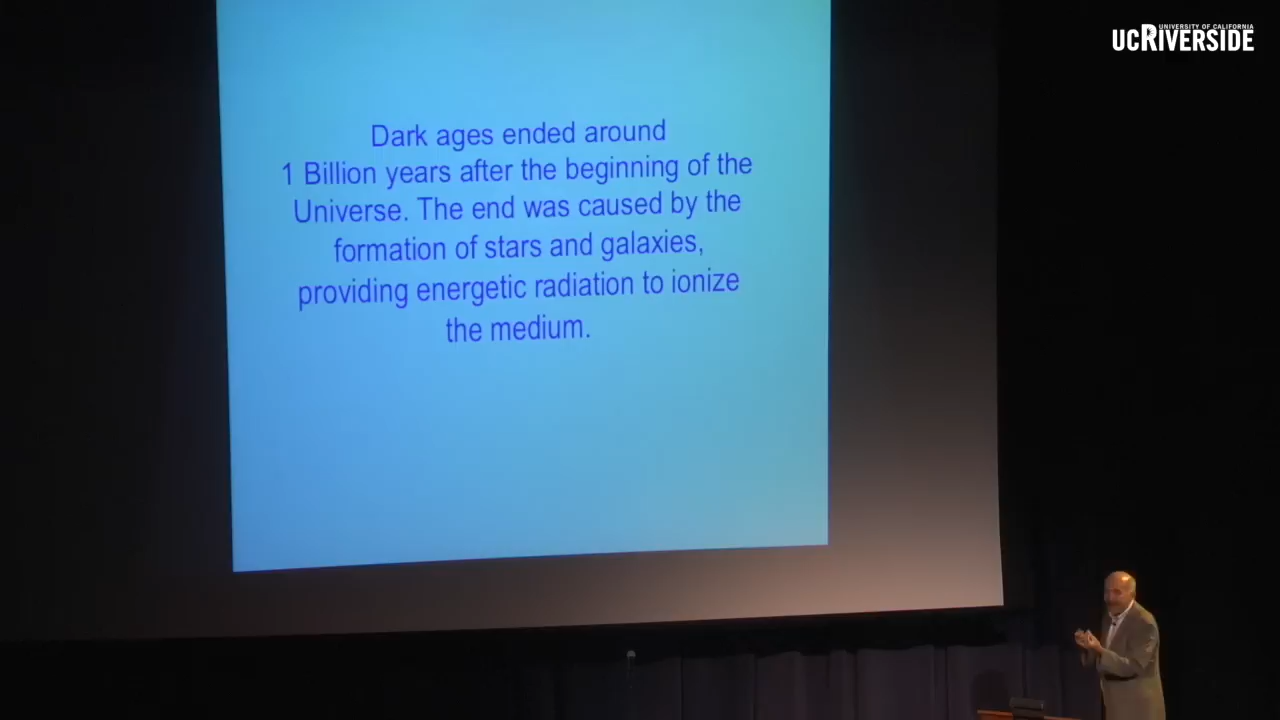 UNIVERSITY OF CALIFORNIA
UCRIVERSIDE
Dark ages ended around
1 Billion years after the beginning of the
Universe. The end was caused by the
formation of stars and galaxies,
providing energetic radiation to ionize
the medium.